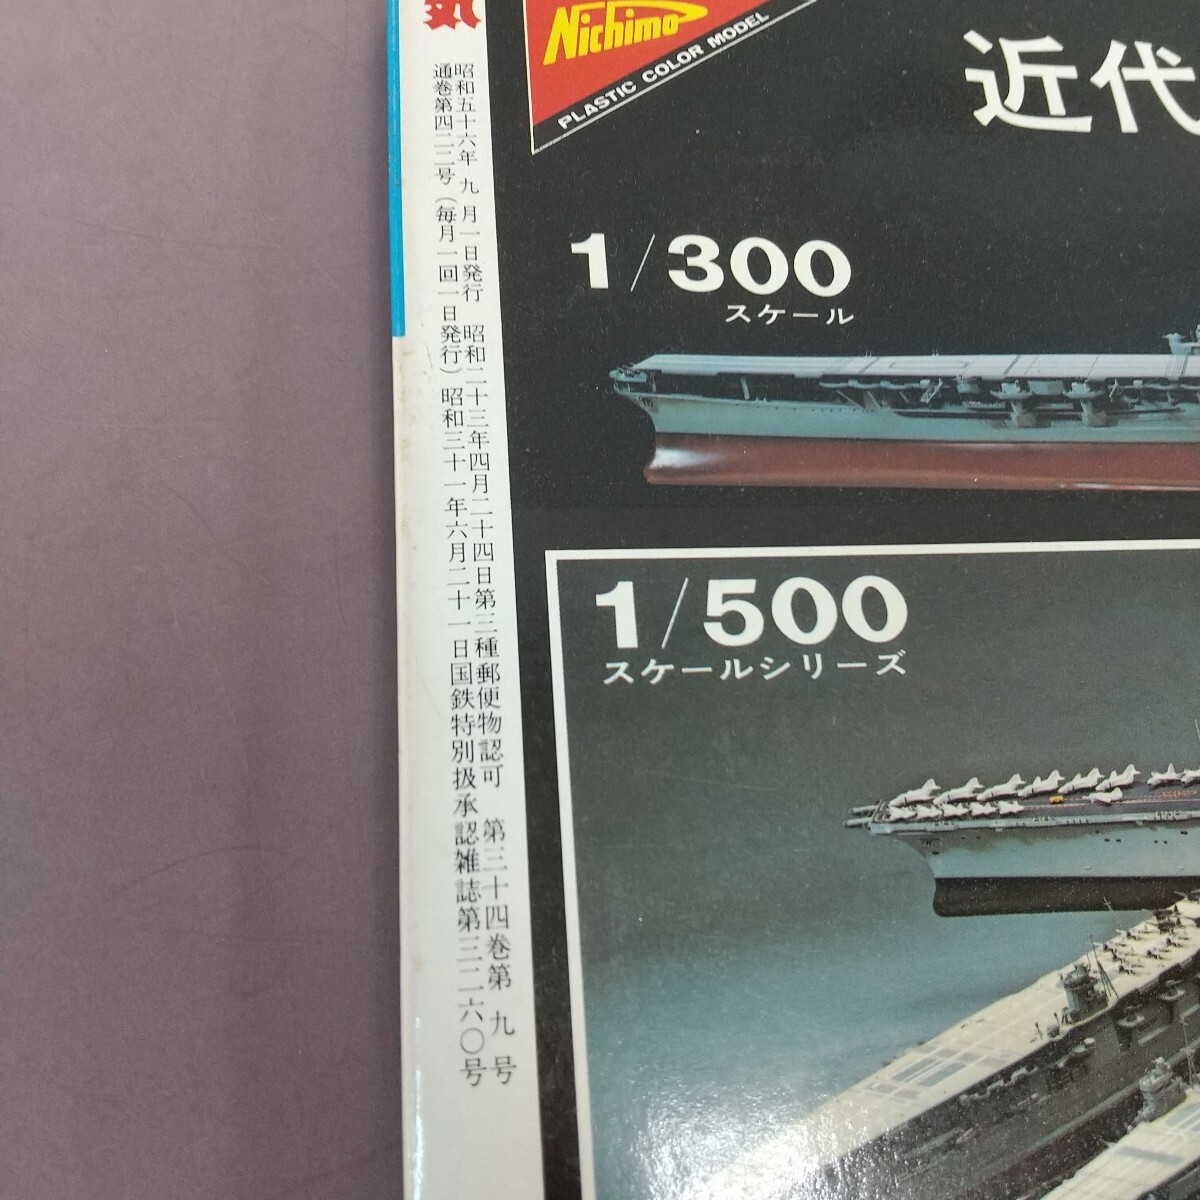 昭和五十六年九月一日発行 昭和二十三年四月二十四日第三種郵便物認可 第三十四巻第九号
通巻第四二二号(毎月一回一日発行)昭和三十一年六月二十一日国鉄特別扱承認雑誌第三二六〇号
Nichimo
PLASTIC COLOR MODEL
近代
1/300
スケール
1/500
スケールシリーズ